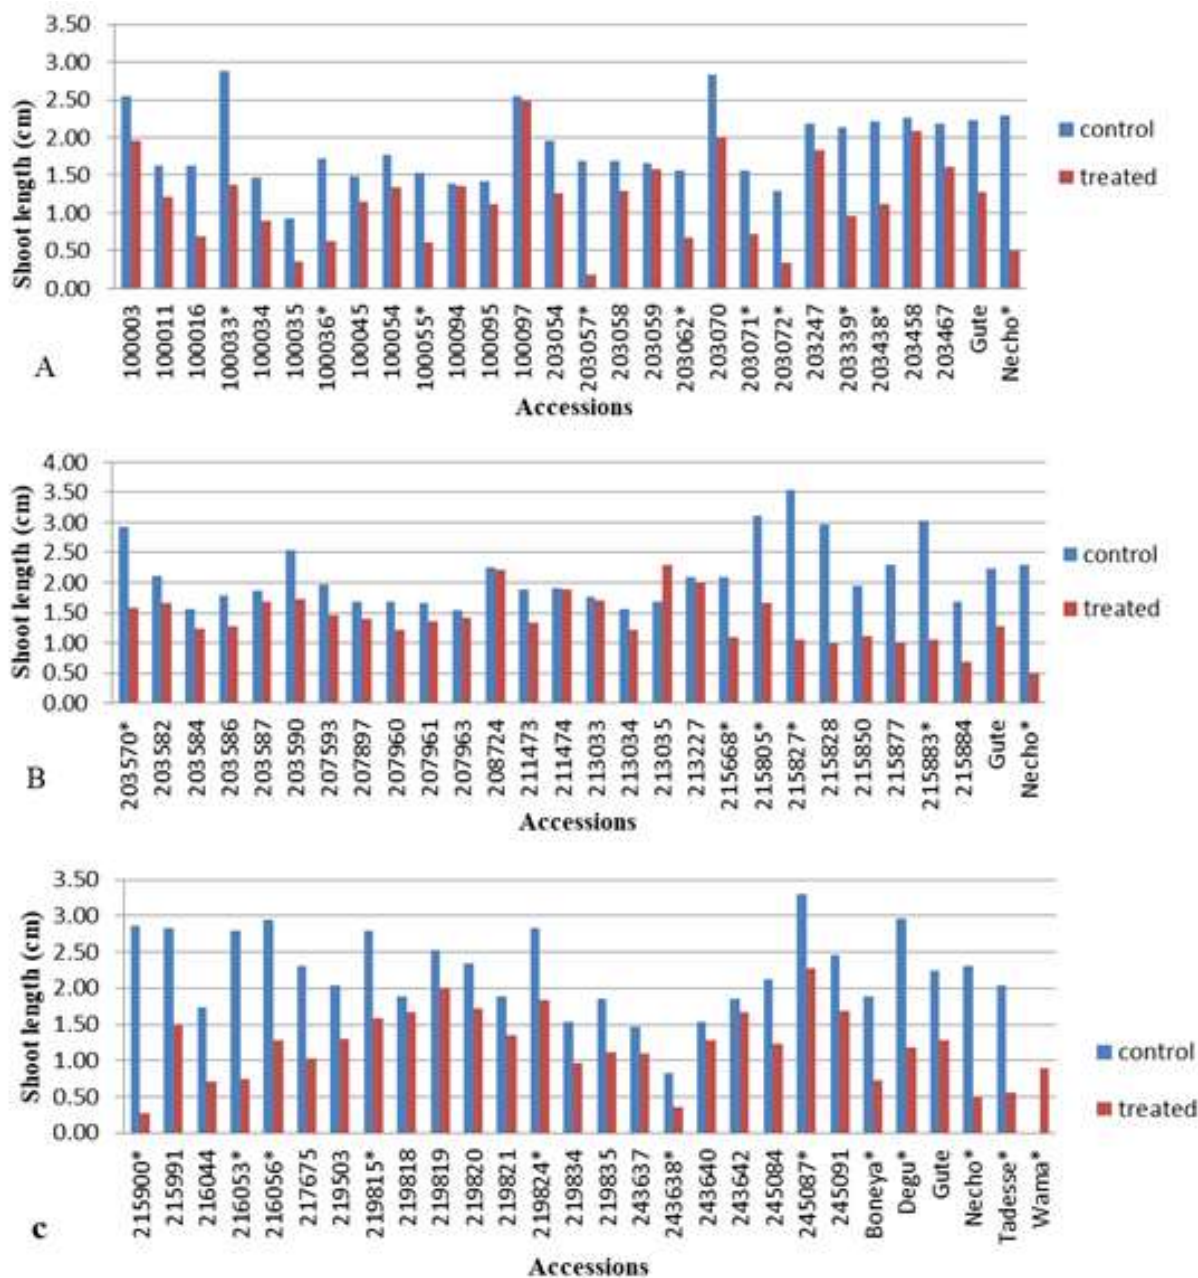 3.50
3.00
2.50
2.00
1.50
1.00
0.50
0.00
Shoot length (cm)
control
treated
100003 100011 100016 100033* 100034 100035 100036* 100045 100054 100055* 100094 100095 100097 203054 203057* 203058 203059 203062* 203070 203071* 203072* 203247 203339* 203438* 203458 203467 Gute Necho*
A
Accessions
4.00
3.50
3.00
2.50
2.00
1.50
1.00
0.50
0.00
Shoot length (cm)
control
treated
203570* 203582 203584 203586 203587 203590 207593 207897 207960 207961 207963 208724 211473 211474 213033 213034 213035 213227 215668* 215805* 215827* 215828 215850 215877 215883* 215884 Gute Necho*
B
Accessions
3.50
3.00
2.50
2.00
1.50
1.00
0.50
0.00
Shoot length (cm)
control
treated
215900* 215991 216044 216053* 216056* 217675 219503 219815* 219818 219819 219820 219821 219824* 219834 219835 243637 243638* 243640 243642 245084 245087* 245091 Boneya* Degu* Gute Necho* Tadesse* Wama*
c
Accessions